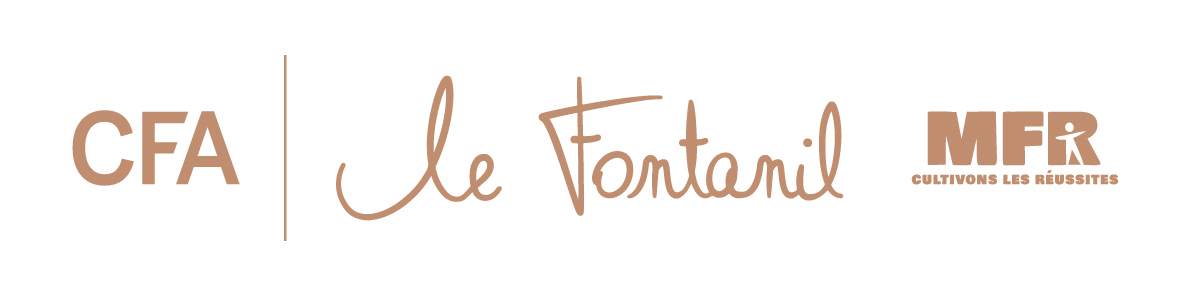 CFA
le Fontanil
MFR
CULTIVONS LES RÉUSSITES